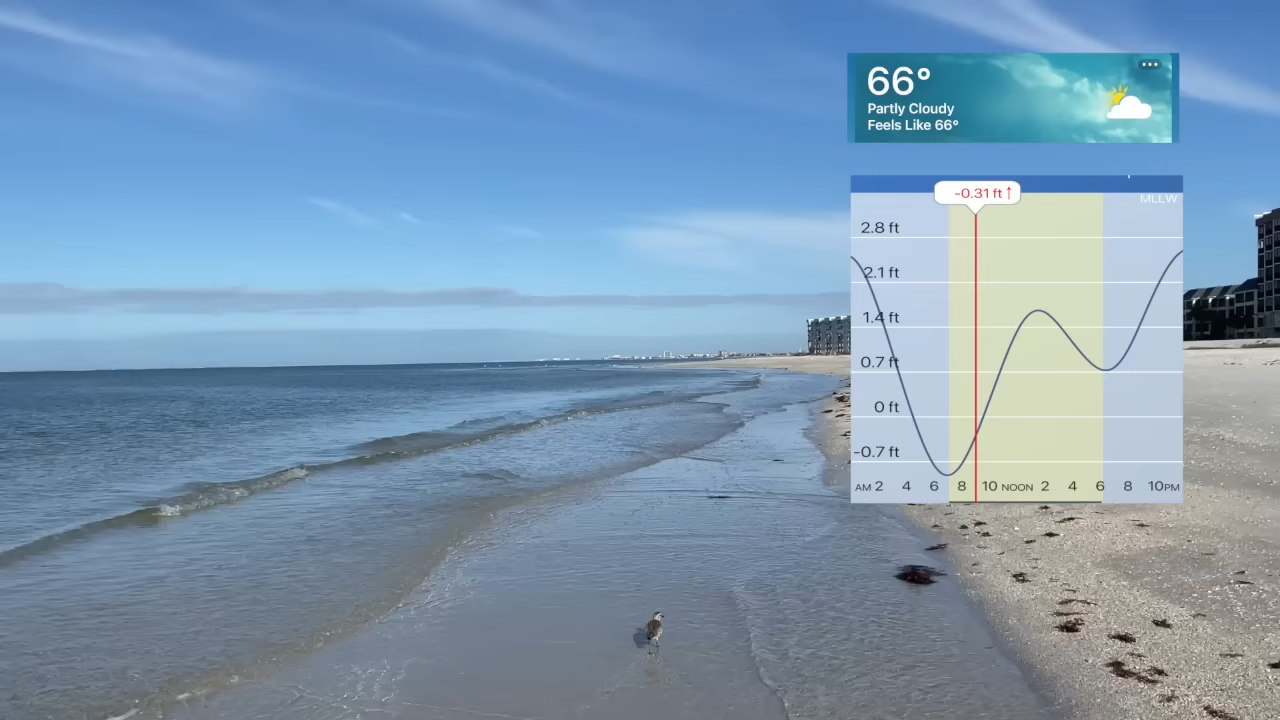 66°
Partly Cloudy
Feels Like 66°
-0.31 ft ↑
MLLW
2.8 ft
2.1 ft
1.4 ft
0.7 ft
0 ft
-0.7 ft
AM 2 4 6 8 10 NOON 2 4 6 8 10PM